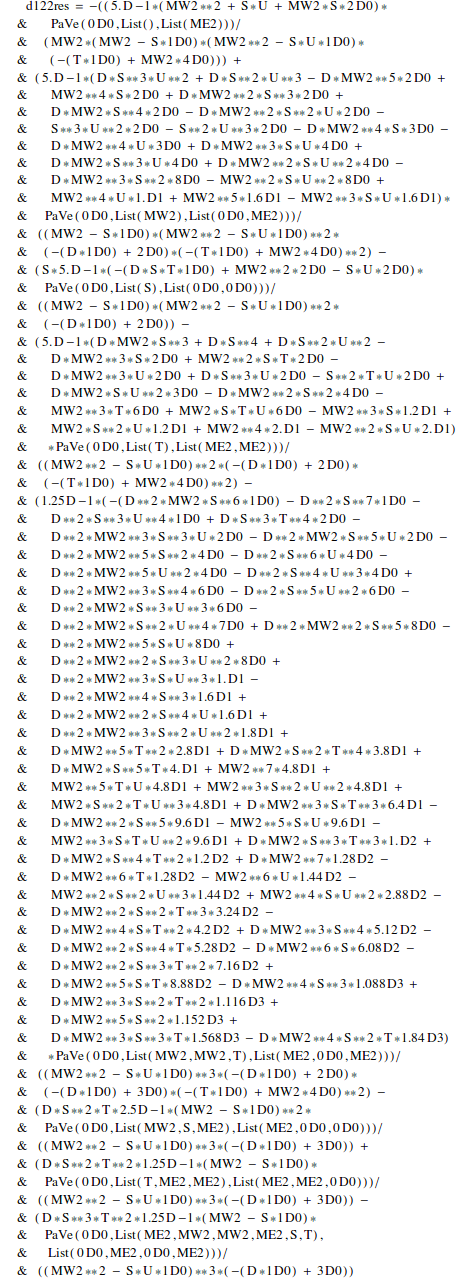 d122res = −((5.D−1*(MW2**2 + S*U + MW2*S*2D0)*
& PaVe(0D0,List(),List(ME2)))/
& (MW2*(MW2 − S*1D0)*(MW2**2 − S*U*1D0)*
& (−(T*1D0) + MW2*4D0))) +
& (5.D−1*(D*S**3*U**2 + D*S**2*U**3 − D*MW2**5*2D0 +
& MW2**4*S*2D0 + D*MW2**2*S**3*2D0 +
& D*MW2*S**4*2D0 − D*MW2**2*S**2*U*2D0 −
& S**3*U**2*2D0 − S**2*U**3*2D0 − D*MW2**4*S*3D0 −
& D*MW2**4*U*3D0 + D*MW2**3*S*U*4D0 +
& D*MW2*S**3*U*4D0 + D*MW2**2*S*U**2*4D0 −
& D*MW2**3*S**2*8D0 − MW2**2*S*U**2*8D0 +
& MW2**4*U*1.D1 + MW2**5*1.6D1 − MW2**3*S*U*1.6D1)*
& PaVe(0D0,List(MW2),List(0D0,ME2)))/
& ((MW2 − S*1D0)*(MW2**2 − S*U*1D0)**2*
& (−(D*1D0) + 2D0)*(−(T*1D0) + MW2*4D0)**2) −
& (S*5.D−1*(−(D*S*T*1D0) + MW2**2*2D0 − S*U*2D0)*
& PaVe(0D0,List(S),List(0D0,0D0)))/
& ((MW2 − S*1D0)*(MW2**2 − S*U*1D0)**2*
& (−(D*1D0) + 2D0)) −
& (5.D−1*(D*MW2*S**3 + D*S**4 + D*S**2*U**2 −
& D*MW2**3*S*2D0 + MW2**2*S*T*2D0 −
& D*MW2**3*U*2D0 + D*S**3*U*2D0 − S**2*T*U*2D0 +
& D*MW2*S*U**2*3D0 − D*MW2**2*S**2*4D0 −
& MW2**3*T*6D0 + MW2*S*T*U*6D0 − MW2**3*S*1.2D1 +
& MW2*S**2*U*1.2D1 + MW2**4*2.D1 − MW2**2*S*U*2.D1)
& *PaVe(0D0,List(T),List(ME2,ME2)))/
& ((MW2**2 − S*U*1D0)**2*(−(D*1D0) + 2D0)*
& (−(T*1D0) + MW2*4D0)**2) −
& (1.25D−1*(−(D**2*MW2*S**6*1D0) − D**2*S**7*1D0 −
& D**2*S**3*U**4*1D0 + D*S**3*T**4*2D0 −
& D**2*MW2**3*S**3*U*2D0 − D**2*MW2*S**5*U*2D0 −
& D**2*MW2**5*S**2*4D0 − D**2*S**6*U*4D0 −
& D**2*MW2**5*U**2*4D0 − D**2*S**4*U**3*4D0 +
& D**2*MW2**3*S**4*6D0 − D**2*S**5*U**2*6D0 −
& D**2*MW2*S**3*U**3*6D0 −
& D**2*MW2*S**2*U**4*7D0 + D**2*MW2**2*S**5*8D0 −
& D**2*MW2**5*S*U*8D0 +
& D**2*MW2**2*S**3*U**2*8D0 +
& D**2*MW2**3*S*U**3*1.D1 −
& D**2*MW2**4*S**3*1.6D1 +
& D**2*MW2**2*S**4*U*1.6D1 +
& D**2*MW2**3*S**2*U**2*1.8D1 +
& D*MW2**5*T**2*2.8D1 + D*MW2*S**2*T**4*3.8D1 +
& D*MW2*S**5*T*4.D1 + MW2**7*4.8D1 +
& MW2**5*T*U*4.8D1 + MW2**3*S**2*U**2*4.8D1 +
& MW2*S**2*T*U**3*4.8D1 + D*MW2**3*S*T**3*6.4D1 −
& D*MW2**2*S**5*9.6D1 − MW2**5*S*U*9.6D1 −
& MW2**3*S*T*U**2*9.6D1 + D*MW2*S**3*T**3*1.D2 +
& D*MW2*S**4*T**2*1.2D2 + D*MW2**7*1.28D2 −
& D*MW2**6*T*1.28D2 − MW2**6*U*1.44D2 −
& MW2**2*S**2*U**3*1.44D2 + MW2**4*S*U**2*2.88D2 −
& D*MW2**2*S**2*T**3*3.24D2 −
& D*MW2**4*S*T**2*4.2D2 + D*MW2**3*S**4*5.12D2 −
& D*MW2**2*S**4*T*5.28D2 − D*MW2**6*S*6.08D2 −
& D*MW2**2*S**3*T**2*7.16D2 +
& D*MW2**5*S*T*8.88D2 − D*MW2**4*S**3*1.088D3 +
& D*MW2**3*S**2*T**2*1.116D3 +
& D*MW2**5*S**2*1.152D3 +
& D*MW2**3*S**3*T*1.568D3 − D*MW2**4*S**2*T*1.84D3)
& *PaVe(0D0,List(MW2,MW2,T),List(ME2,0D0,ME2)))/
& ((MW2**2 − S*U*1D0)**3*(−(D*1D0) + 2D0)*
& (−(D*1D0) + 3D0)*(−(T*1D0) + MW2*4D0)**2) −
& (D*S**2*T*2.5D−1*(MW2 − S*1D0)**2*
& PaVe(0D0,List(MW2,S,ME2),List(ME2,0D0,0D0)))/
& ((MW2**2 − S*U*1D0)**3*(−(D*1D0) + 3D0)) +
& (D*S**2*T**2*1.25D−1*(MW2 − S*1D0)*
& PaVe(0D0,List(T,ME2,ME2),List(ME2,ME2,0D0)))/
& ((MW2**2 − S*U*1D0)**3*(−(D*1D0) + 3D0)) −
& (D*S**3*T**2*1.25D−1*(MW2 − S*1D0)*
& PaVe(0D0,List(ME2,MW2,MW2,ME2,S,T),
& List(0D0,ME2,0D0,ME2)))/
& ((MW2**2 − S*U*1D0)**3*(−(D*1D0) + 3D0))